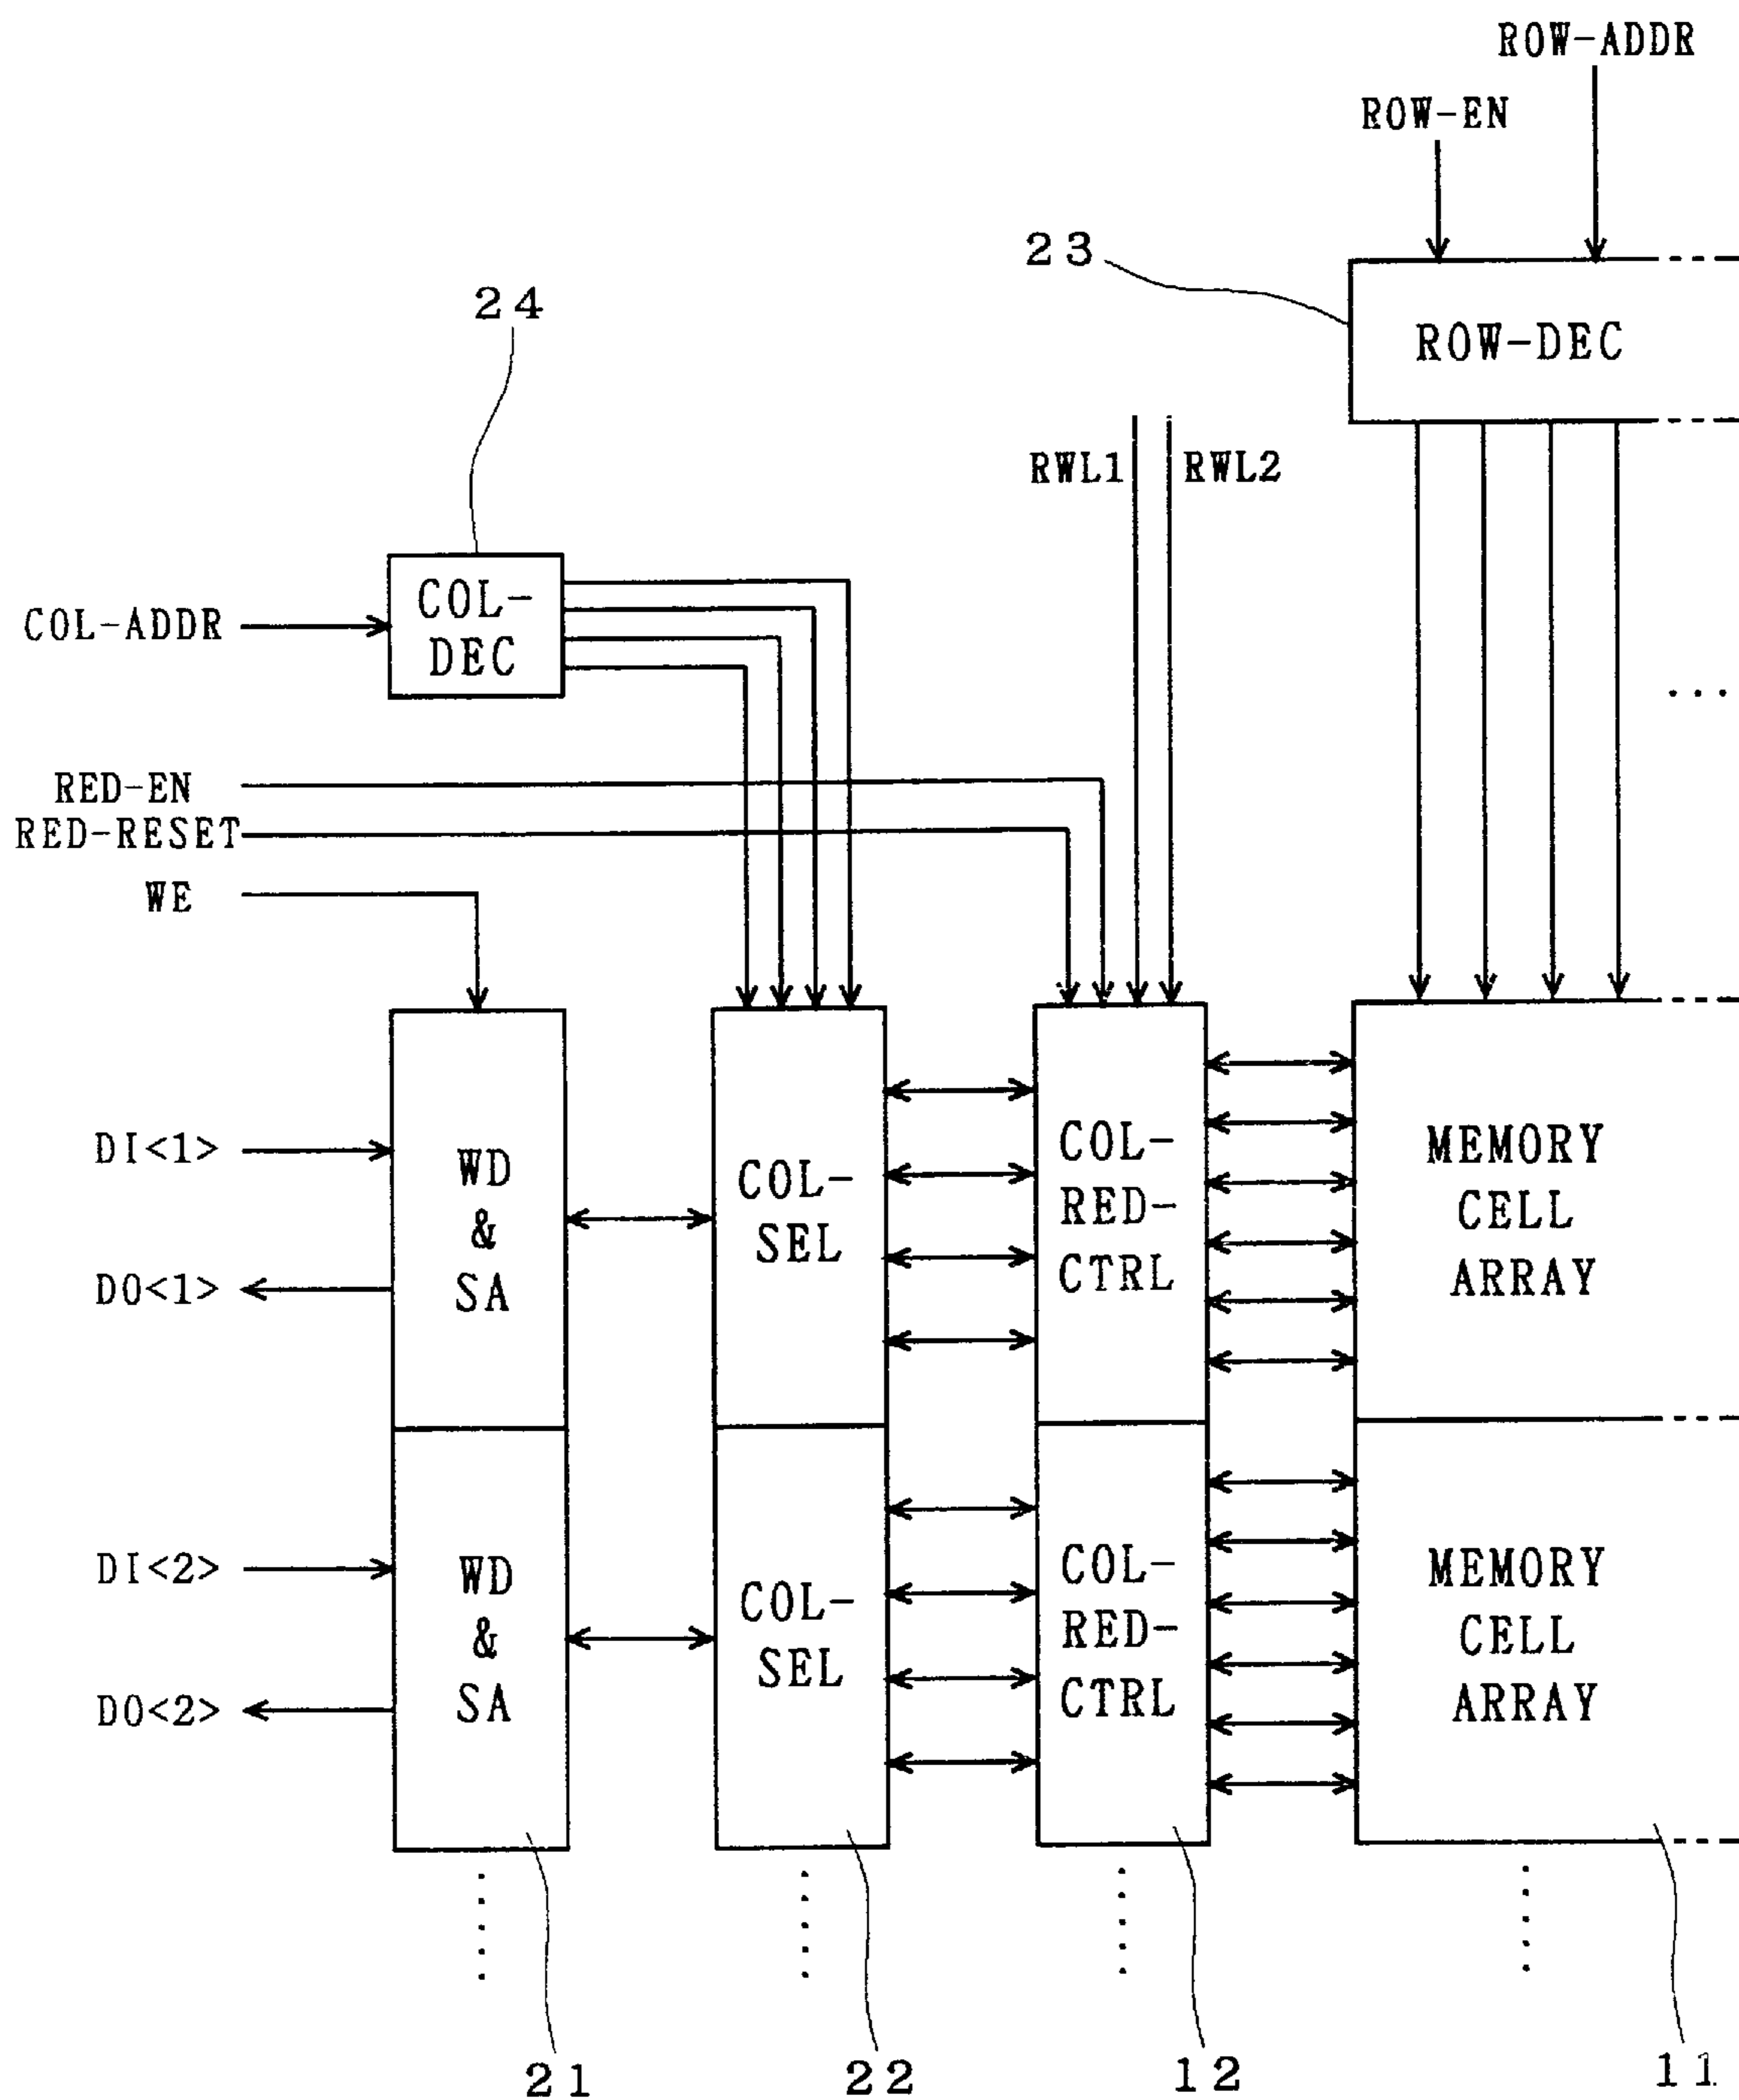 ROW-ADDR
ROW-EN
23
ROW-DEC
24
RWL1
RWL2
COL-
DEC
COL-ADDR
...
RED-EN
RED-RESET
WE
DI<1>
DO<1>
WD
&
SA
COL-
SEL
COL-
RED-
CTRL
MEMORY
CELL
ARRAY
DI<2>
DO<2>
WD
&
SA
COL-
SEL
COL-
RED-
CTRL
MEMORY
CELL
ARRAY
21
22
12
11